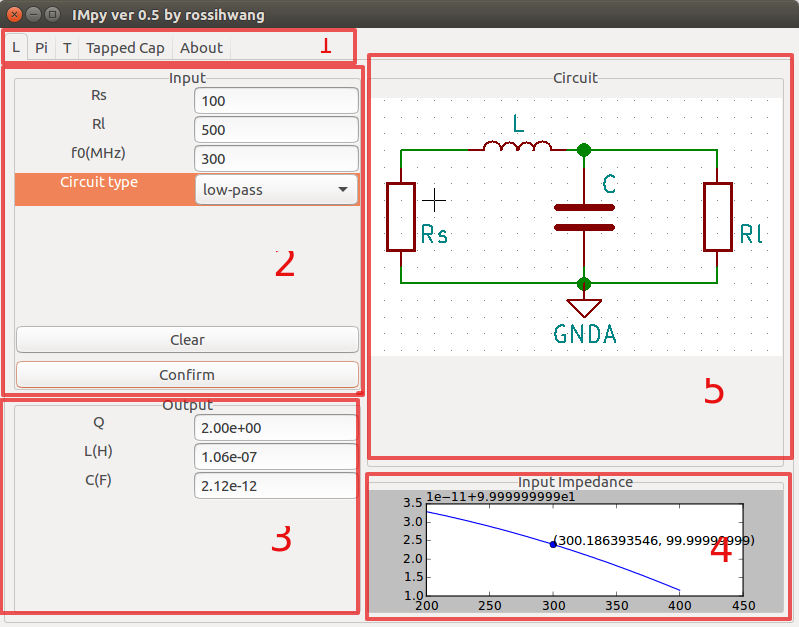 IMpy ver 0.5 by rossihwang
L Pi T Tapped Cap About
1
Input
Rs 100
Rl 500
f0(MHz) 300
Circuit type low-pass
2
Clear
Confirm
Output
Q 2.00e+00
L(H) 1.06e-07
C(F) 2.12e-12
3
Circuit
L
C
Rs
Rl
GNDA
5
Input Impedance
1e−11+9.999999999e1
3.5
3.0
2.5
2.0
1.5
1.0
(300.186393546, 99.99999999)
4
200 250 300 350 400 450